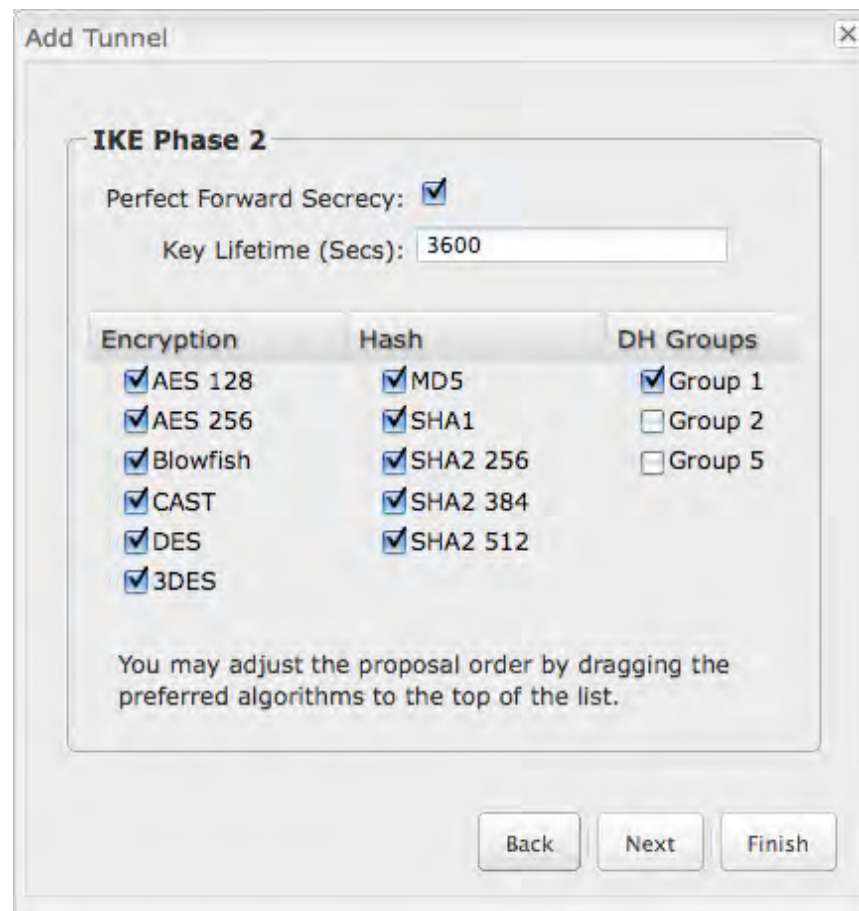 Add Tunnel
IKE Phase 2
Perfect Forward Secrecy:
Key Lifetime (Secs): 3600
Encryption Hash DH Groups
AES 128 MD5 Group 1
AES 256 SHA1 Group 2
Blowfish SHA2 256 Group 5
CAST SHA2 384
DES SHA2 512
3DES
You may adjust the proposal order by dragging the
preferred algorithms to the top of the list.
Back Next Finish